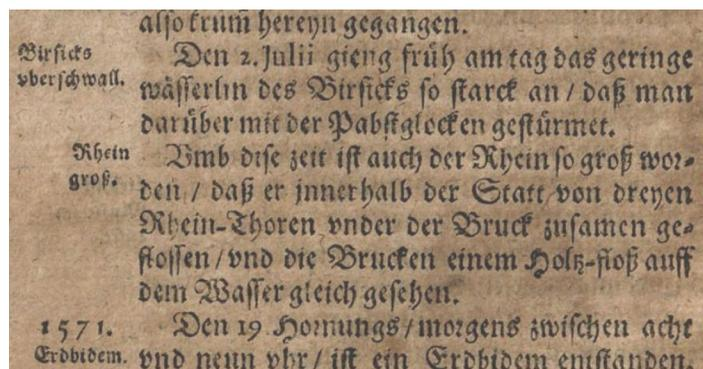 also krum̃ hereyn gegangen.
Birsicks
vberschwall.
Den 2. Julii gieng früh am tag das geringe
wässerlin des Birsicks so starck an / daß man
darüber mit der Pabstglocken gestürmet.
Rhein
groß.
Vmb dise zeit ist auch der Rhein so groß wor-
den / daß er jnnerhalb der Statt / von dreyen
Rhein-Thoren vnder der Bruck zusamen ge-
flossen / vnd die Brucken einem Holtz-floß auff
dem Wasser gleich gesehen.
1571.
Erdbidem.
Den 19 Hornungs / morgens zwischen acht
vnd neun vhr / ist ein Erdbidem entstanden.